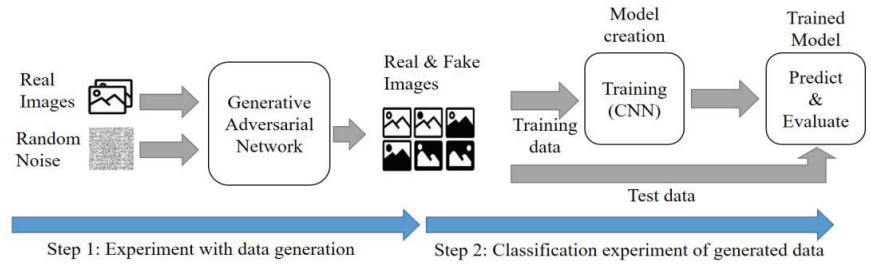 Real
Images
Random
Noise
Generative
Adversarial
Network
Real & Fake
Images
Training
data
Model
creation
Training
(CNN)
Trained
Model
Predict
&
Evaluate
Test data
Step 1: Experiment with data generation
Step 2: Classification experiment of generated data